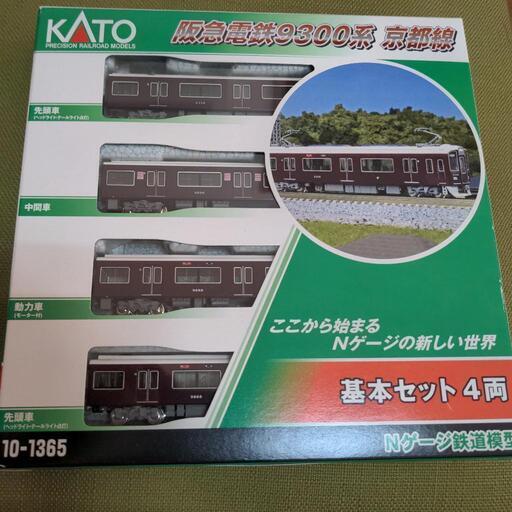 KATO
PRECISION RAILROAD MODELS
阪急電鉄9300系 京都線
先頭車
(ヘッドライト・テールライト点灯)
中間車
動力車
(モーター付)
先頭車
(ヘッドライト・テールライト点灯)
ここから始まる
Nゲージの新しい世界
基本セット4両
10-1365
Nゲージ鉄道模型